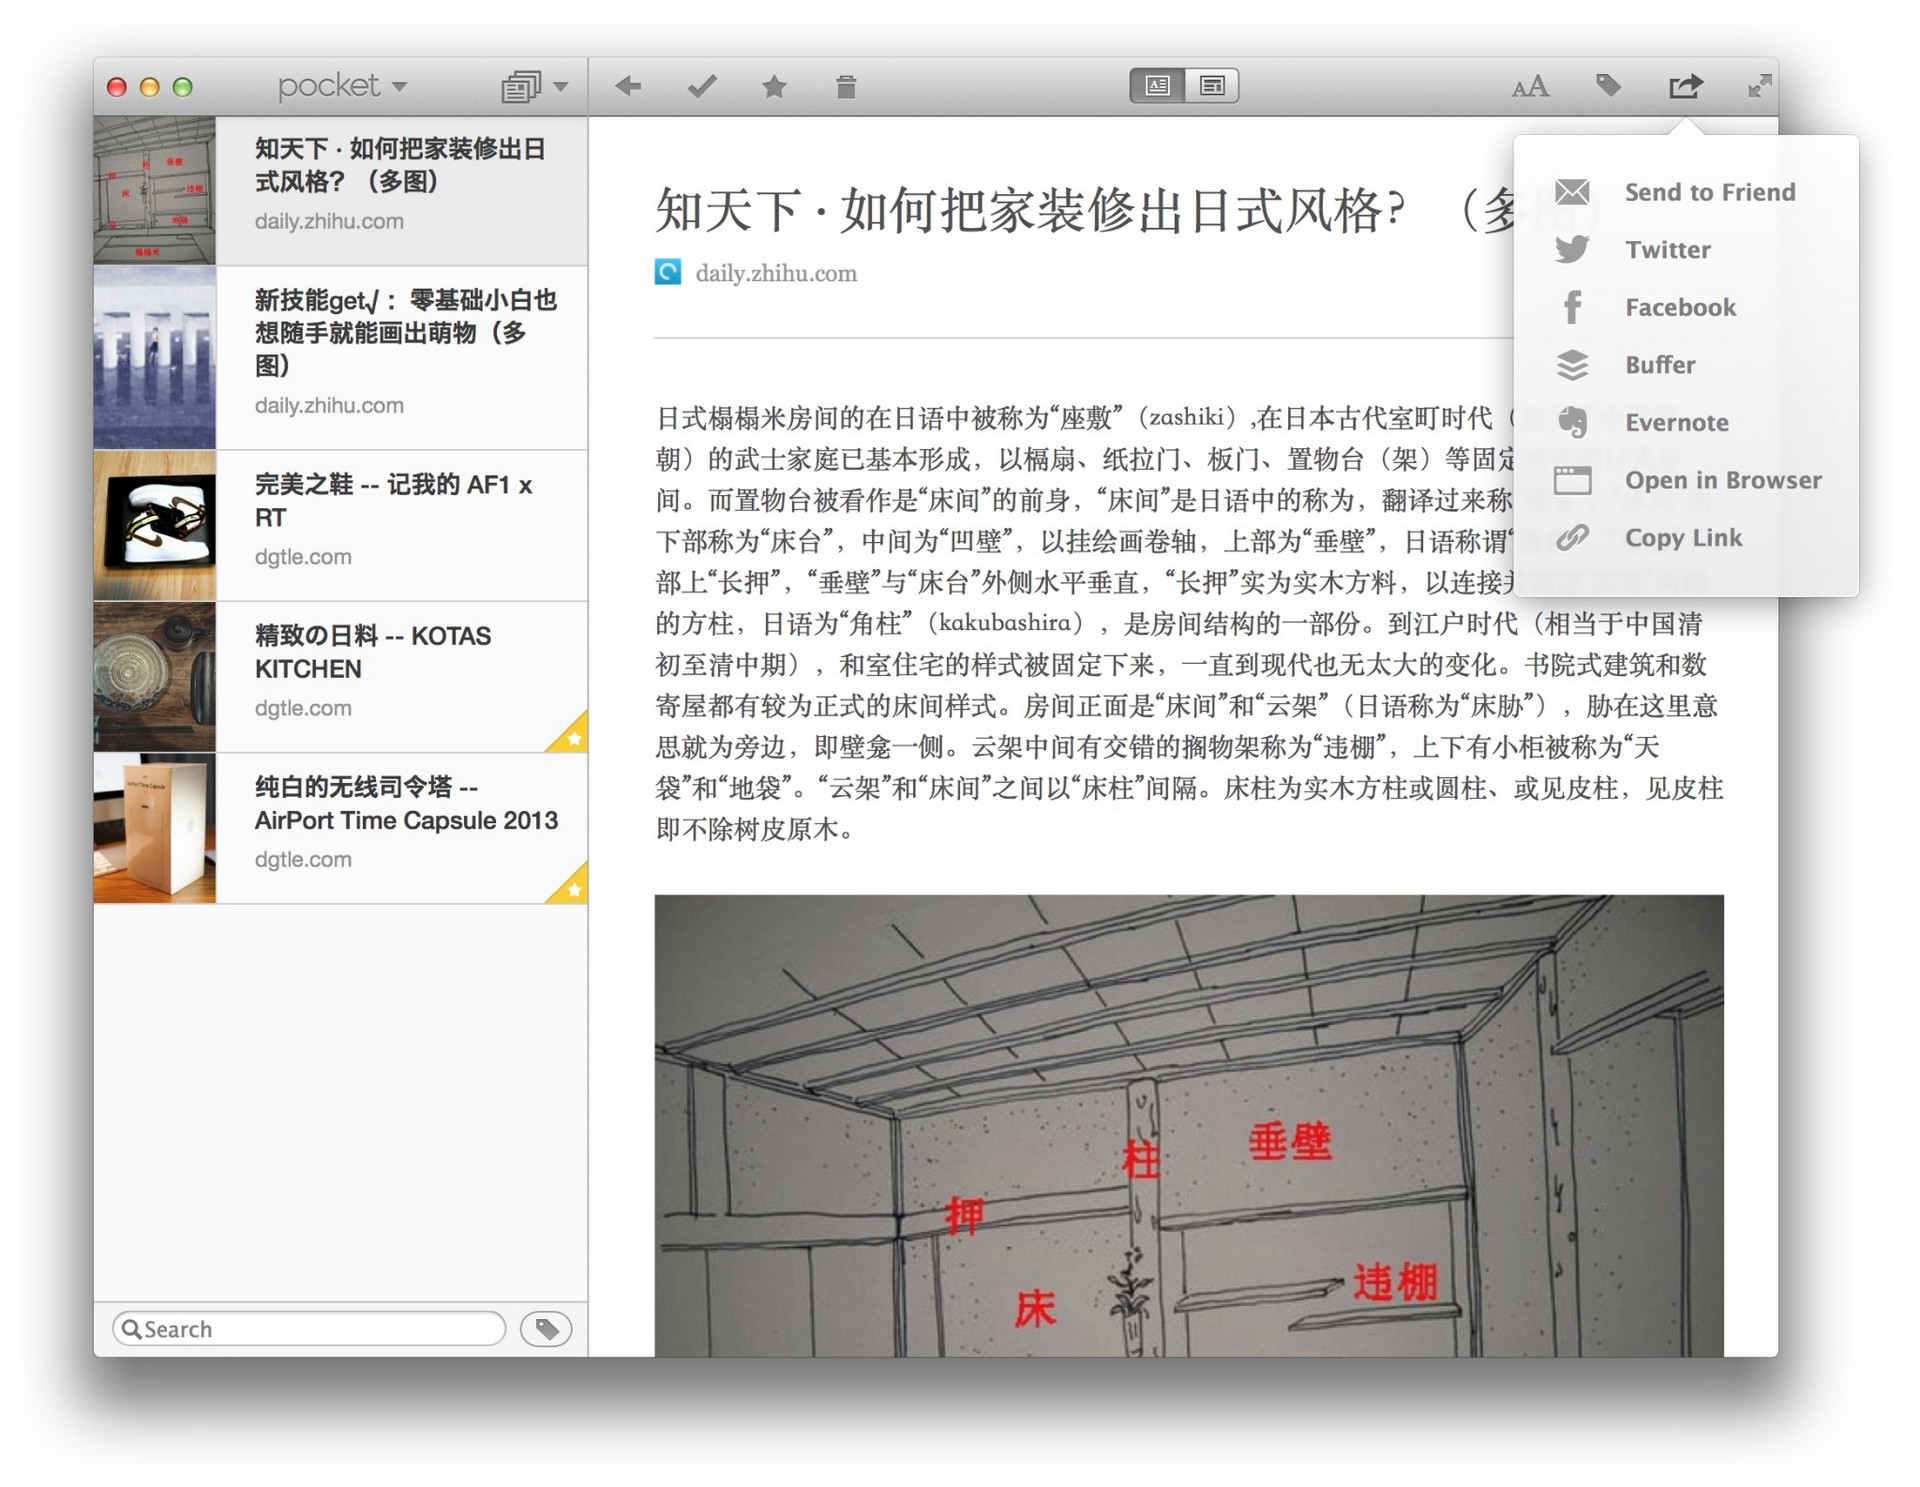 pocket
知天下 · 如何把家装修出日
式风格？（多图）
daily.zhihu.com
新技能get√： 零基础小白也
想随手就能画出萌物（多
图）
daily.zhihu.com
完美之鞋 -- 记我的 AF1 x
RT
dgtle.com
精致の日料 -- KOTAS
KITCHEN
dgtle.com
纯白的无线司令塔 --
AirPort Time Capsule 2013
dgtle.com
Search
AA
Send to Friend
Twitter
Facebook
Buffer
Evernote
Open in Browser
Copy Link
知天下 · 如何把家装修出日式风格？（多
daily.zhihu.com
日式榻榻米房间的在日语中被称为“座敷”（zashiki）,在日本古代室町时代（
朝）的武士家庭已基本形成，以槅扇、纸拉门、板门、置物台（架）等固定
间。而置物台被看作是“床间”的前身，“床间”是日语中的称为，翻译过来称
下部称为“床台”，中间为“凹壁”，以挂绘画卷轴，上部为“垂壁”，日语称谓“
部上“长押”，“垂壁”与“床台”外侧水平垂直，“长押”实为实木方料，以连接
的方柱，日语为“角柱”（kakubashira），是房间结构的一部份。到江户时代（相当于中国清
初至清中期），和室住宅的样式被固定下来，一直到现代也无太大的变化。书院式建筑和数
寄屋都有较为正式的床间样式。房间正面是“床间”和“云架”（日语称为“床胁”），胁在这里意
思就为旁边，即壁龛一侧。云架中间有交错的搁物架称为“违棚”，上下有小柜被称为“天
袋”和“地袋”。“云架”和“床间”之间以“床柱”间隔。床柱为实木方柱或圆柱、或见皮柱，见皮柱
即不除树皮原木。
垂壁
柱
押
违棚
床